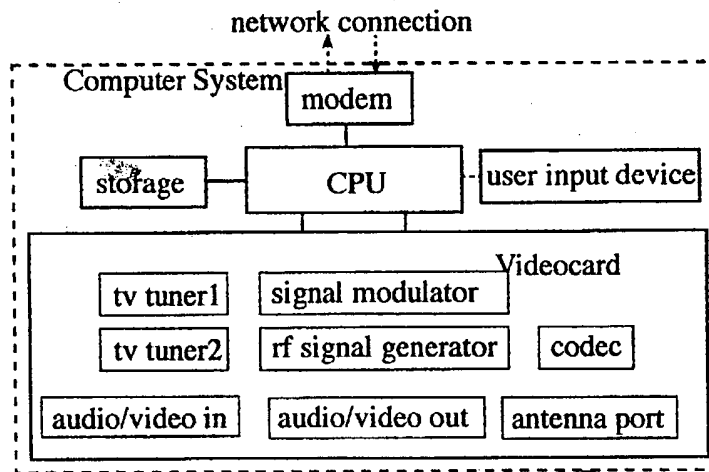 network connection
Computer System
modem
storage
CPU
user input device
Videocard
tv tuner1
signal modulator
tv tuner2
rf signal generator
codec
audio/video in
audio/video out
antenna port